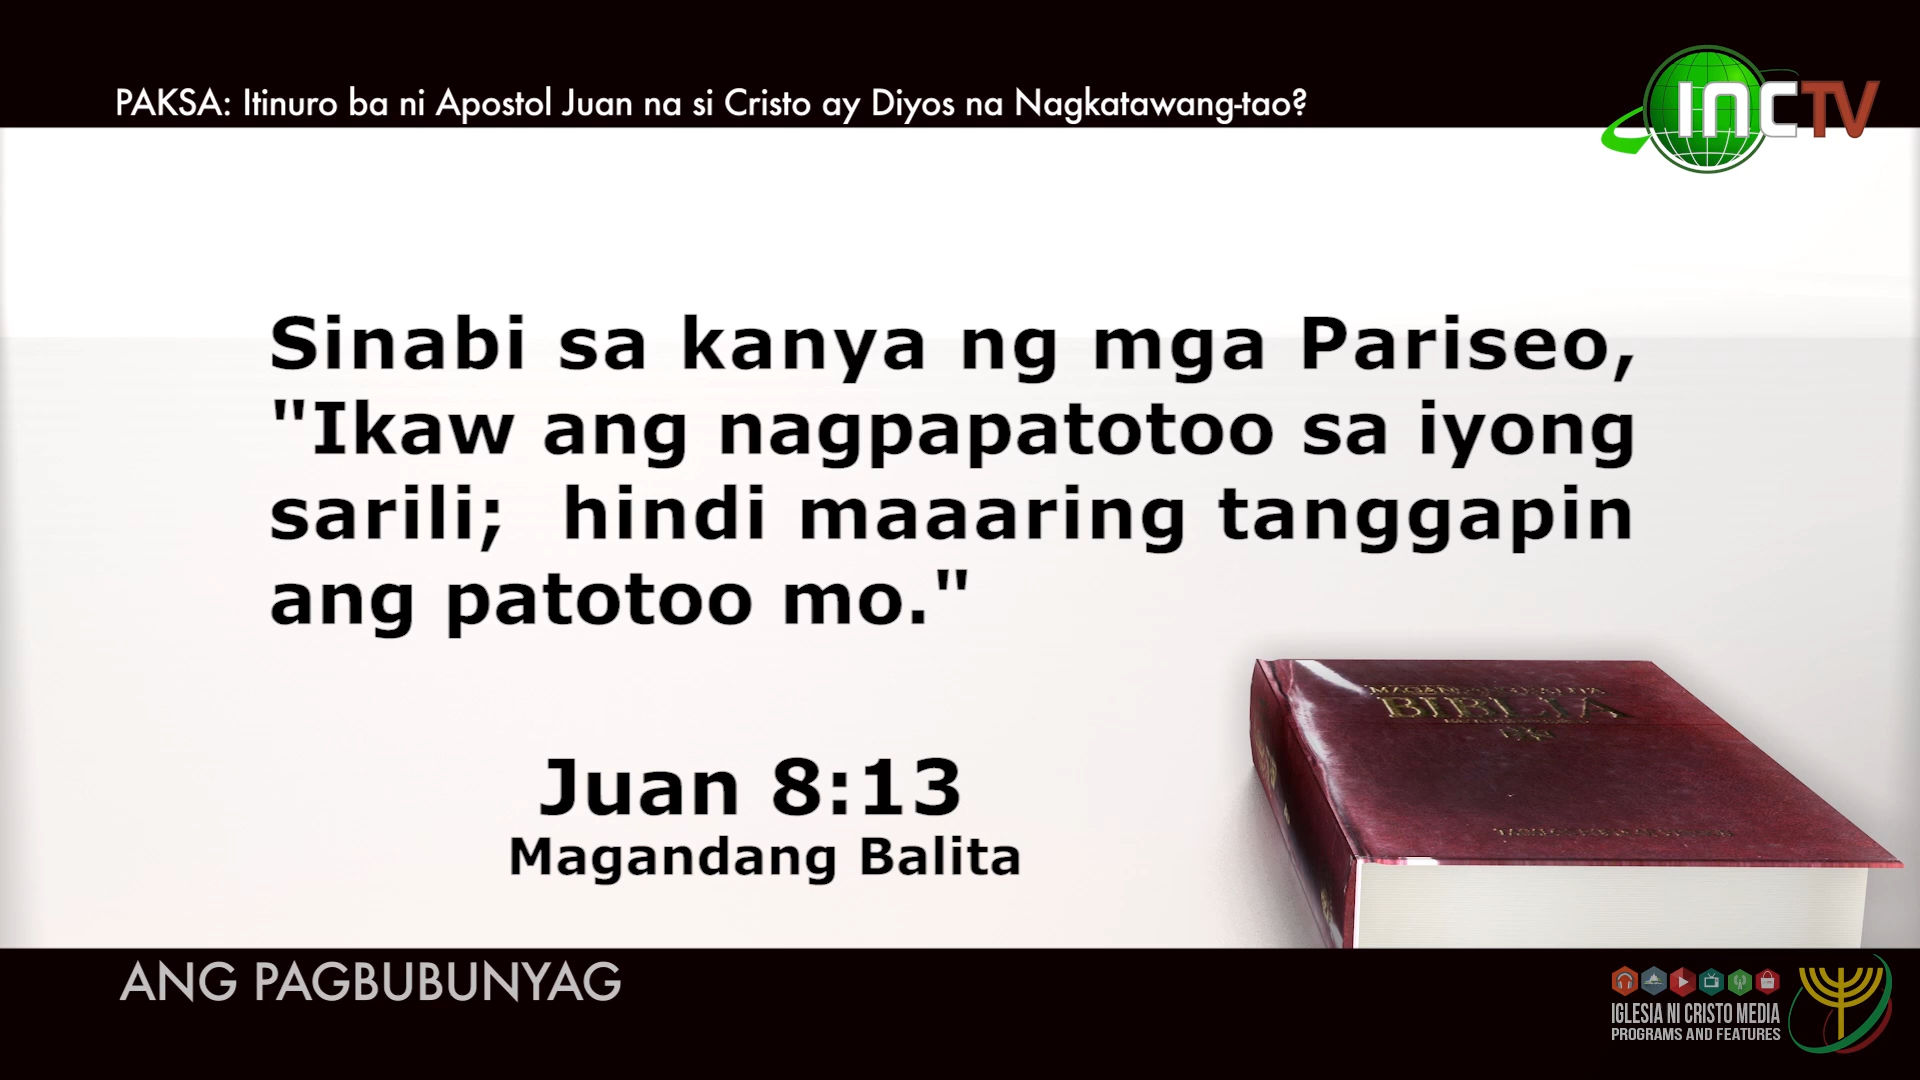 PAKSA: Itinuro ba ni Apostol Juan na si Cristo ay Diyos na Nagkatawang-tao?
INCTV
Sinabi sa kanya ng mga Pariseo,
"Ikaw ang nagpapatotoo sa iyong
sarili; hindi maaaring tanggapin
ang patotoo mo."
Juan 8:13
Magandang Balita
MAGANDANG BALITA
BIBLIA
ANG PAGBUBUNYAG
IGLESIA NI CRISTO MEDIA
PROGRAMS AND FEATURES